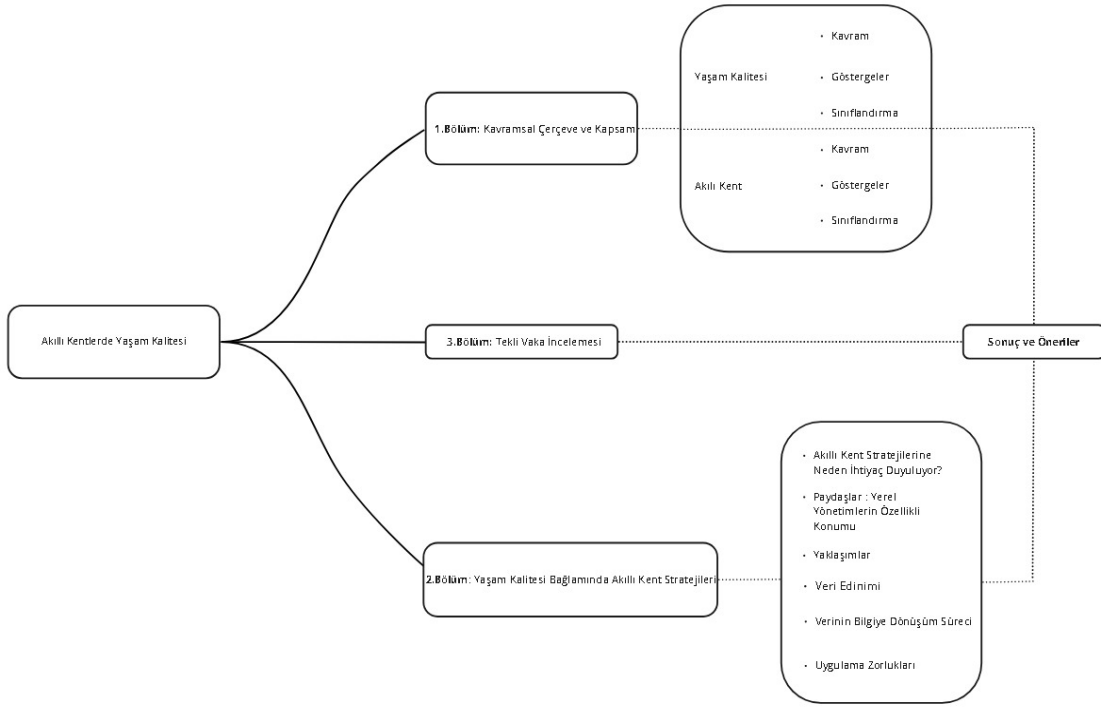 Akıllı Kentlerde Yaşam Kalitesi
1.Bölüm: Kavramsal Çerçeve ve Kapsam
Yaşam Kalitesi
• Kavram
• Göstergeler
• Sınıflandırma
Akılı Kent
• Kavram
• Göstergeler
• Sınıflandırma
3.Bölüm: Tekli Vaka İncelemesi
Sonuç ve Öneriler
2.Bölüm: Yaşam Kalitesi Bağlamında Akıllı Kent Stratejileri
• Akıllı Kent Stratejilerine
Neden İhtiyaç Duyuluyor?
• Paydaşlar : Yerel
Yönetimlerin Özellikli
Konumu
• Yaklaşımlar
• Veri Edinimi
• Verinin Bilgiye Dönüşüm Süreci
• Uygulama Zorlukları